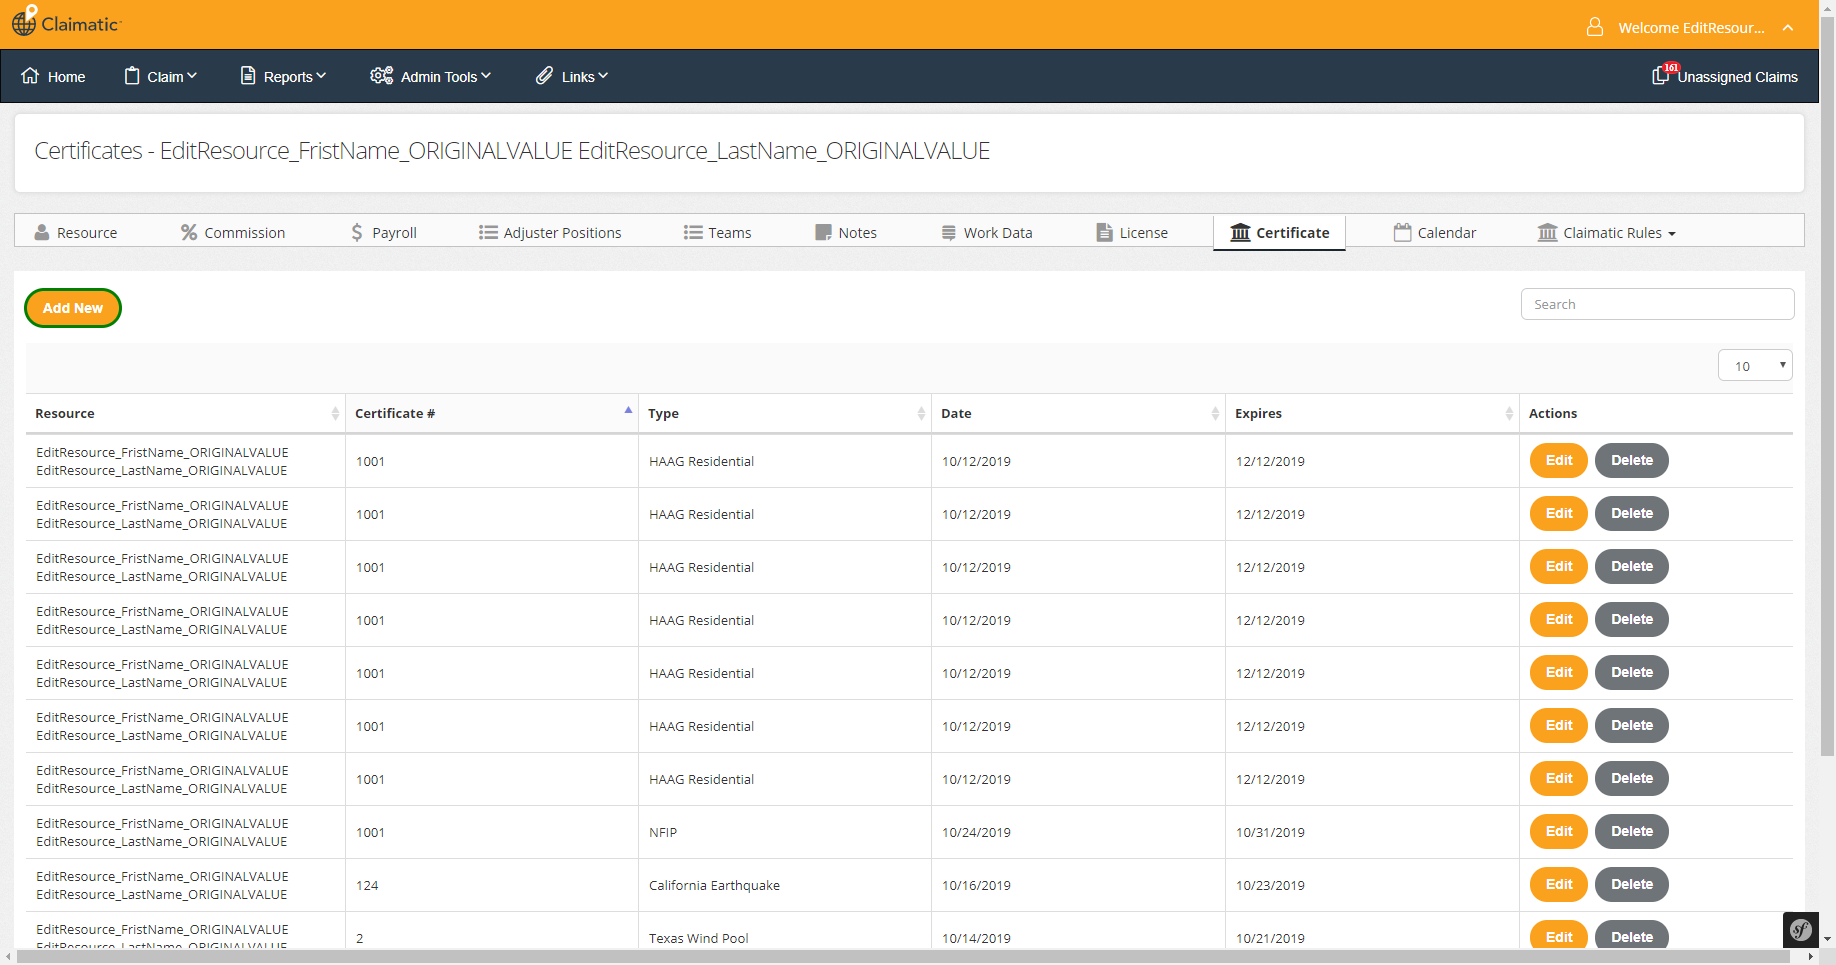 Claimatic
Welcome EditResour...
Home
Claim
Reports
Admin Tools
Links
161
Unassigned Claims
Certificates - EditResource_FristName_ORIGINALVALUE EditResource_LastName_ORIGINALVALUE
Resource
Commission
Payroll
Adjuster Positions
Teams
Notes
Work Data
License
Certificate
Calendar
Claimatic Rules
Add New
Search
10
Resource Certificate # Type Date Expires Actions
EditResource_FristName_ORIGINALVALUE
EditResource_LastName_ORIGINALVALUE
1001 HAAG Residential 10/12/2019 12/12/2019 Edit Delete
EditResource_FristName_ORIGINALVALUE
EditResource_LastName_ORIGINALVALUE
1001 HAAG Residential 10/12/2019 12/12/2019 Edit Delete
EditResource_FristName_ORIGINALVALUE
EditResource_LastName_ORIGINALVALUE
1001 HAAG Residential 10/12/2019 12/12/2019 Edit Delete
EditResource_FristName_ORIGINALVALUE
EditResource_LastName_ORIGINALVALUE
1001 HAAG Residential 10/12/2019 12/12/2019 Edit Delete
EditResource_FristName_ORIGINALVALUE
EditResource_LastName_ORIGINALVALUE
1001 HAAG Residential 10/12/2019 12/12/2019 Edit Delete
EditResource_FristName_ORIGINALVALUE
EditResource_LastName_ORIGINALVALUE
1001 HAAG Residential 10/12/2019 12/12/2019 Edit Delete
EditResource_FristName_ORIGINALVALUE
EditResource_LastName_ORIGINALVALUE
1001 HAAG Residential 10/12/2019 12/12/2019 Edit Delete
EditResource_FristName_ORIGINALVALUE
EditResource_LastName_ORIGINALVALUE
1001 NFIP 10/24/2019 10/31/2019 Edit Delete
EditResource_FristName_ORIGINALVALUE
EditResource_LastName_ORIGINALVALUE
124 California Earthquake 10/16/2019 10/23/2019 Edit Delete
EditResource_FristName_ORIGINALVALUE
EditResource_LastName_ORIGINALVALUE
2 Texas Wind Pool 10/14/2019 10/21/2019 Edit Delete
sf